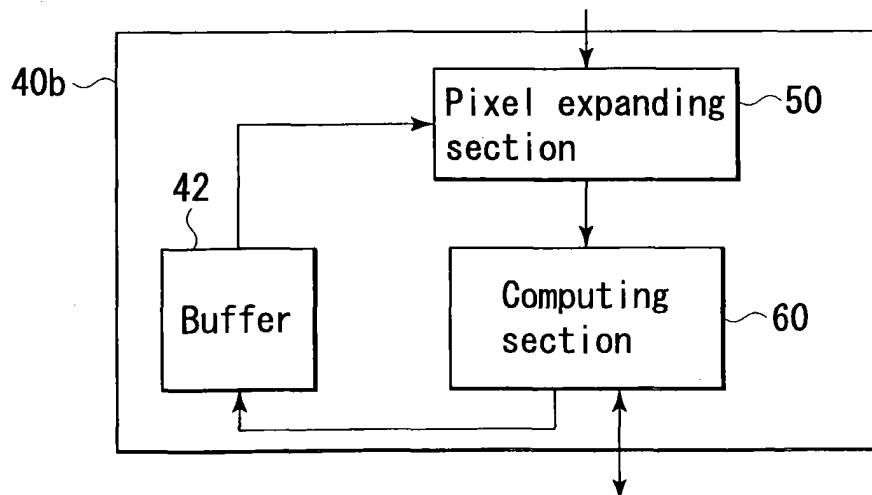 40b
Pixel expanding
section
50
42
Buffer
Computing
section
60